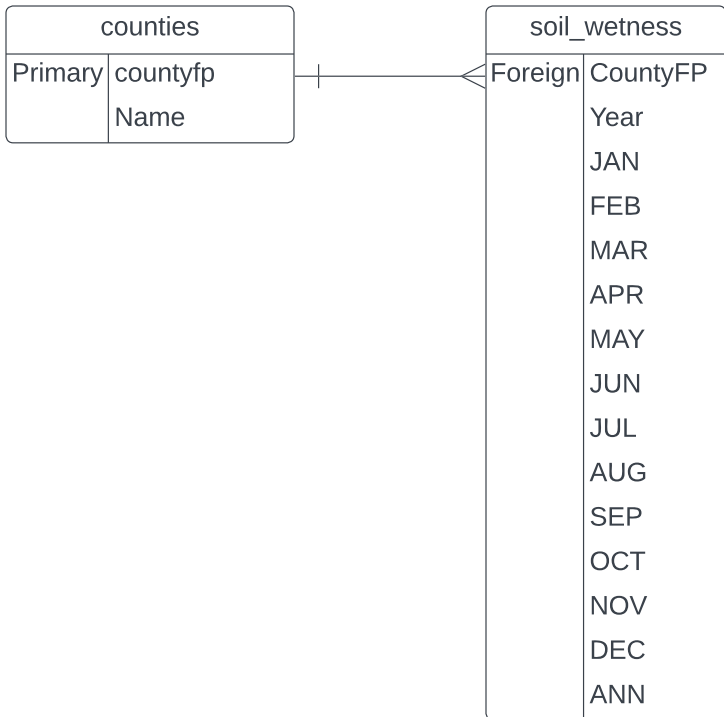 counties
Primary countyfp
Name
soil_wetness
Foreign CountyFP
Year
JAN
FEB
MAR
APR
MAY
JUN
JUL
AUG
SEP
OCT
NOV
DEC
ANN